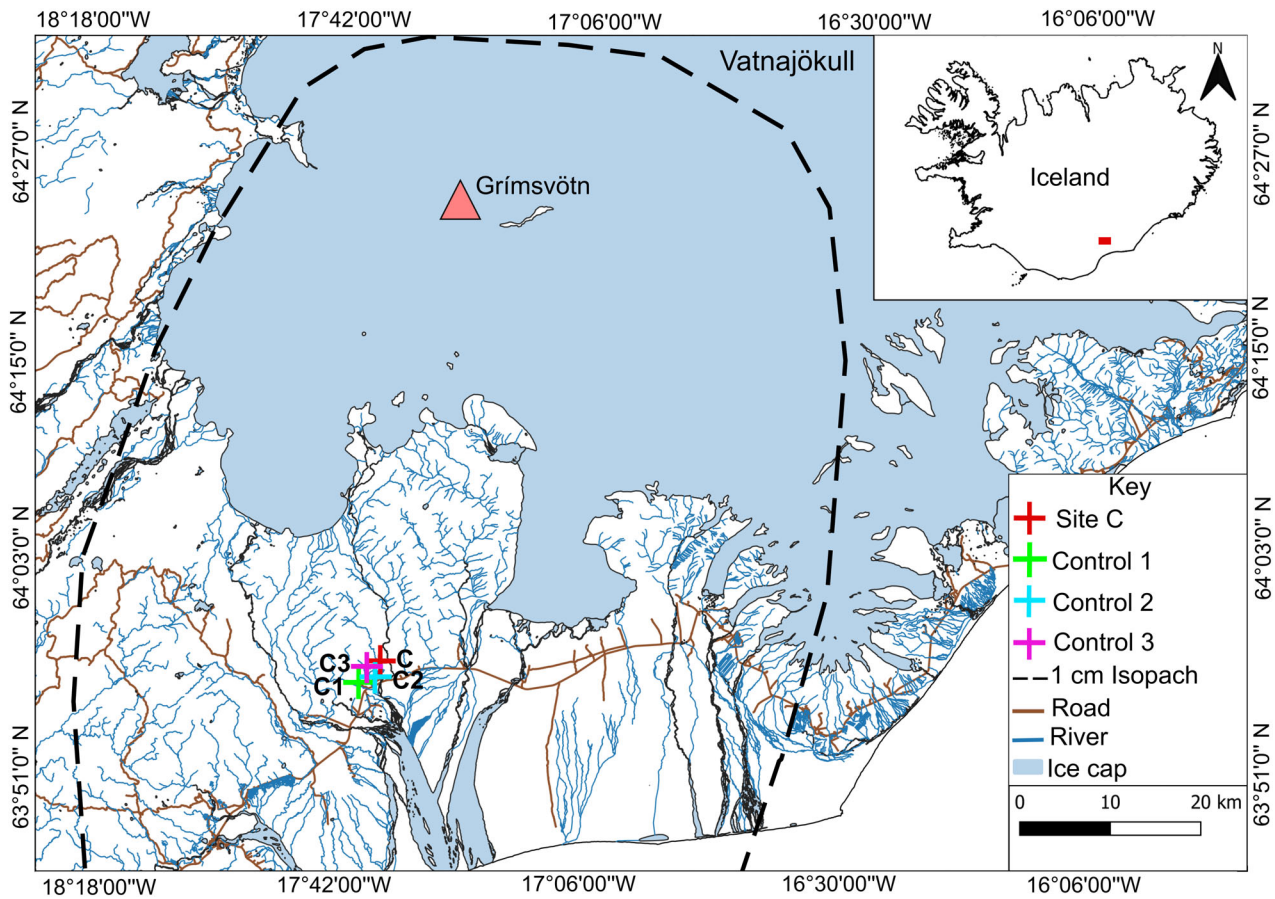 18°18'00"W 17°42'00"W 17°06'00"W 16°30'00"W 16°06'00"W
Vatnajökull
N
64°27'0" N
64°27'0" N
Grímsvötn
Iceland
64°15'0" N
64°15'0" N
Key
Site C
Control 1
Control 2
Control 3
1 cm Isopach
Road
River
Ice cap
0 10 20 km
64°03'0" N
64°03'0" N
C3 C
C1 C2
63°51'0" N
63°51'0" N
18°18'00"W 17°42'00"W 17°06'00"W 16°30'00"W 16°06'00"W